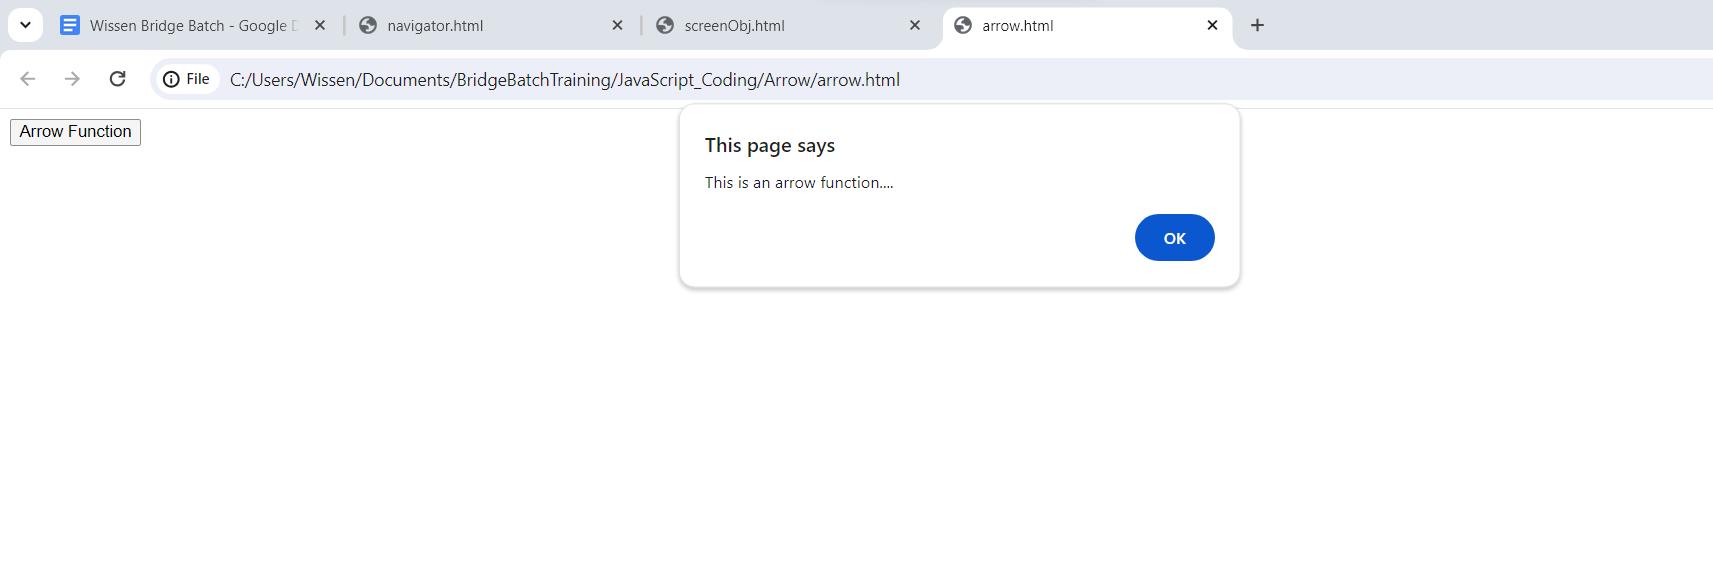 Wissen Bridge Batch - Google D
navigator.html
screenObj.html
arrow.html
File
C:/Users/Wissen/Documents/BridgeBatchTraining/JavaScript_Coding/Arrow/arrow.html
Arrow Function
This page says
This is an arrow function....
OK